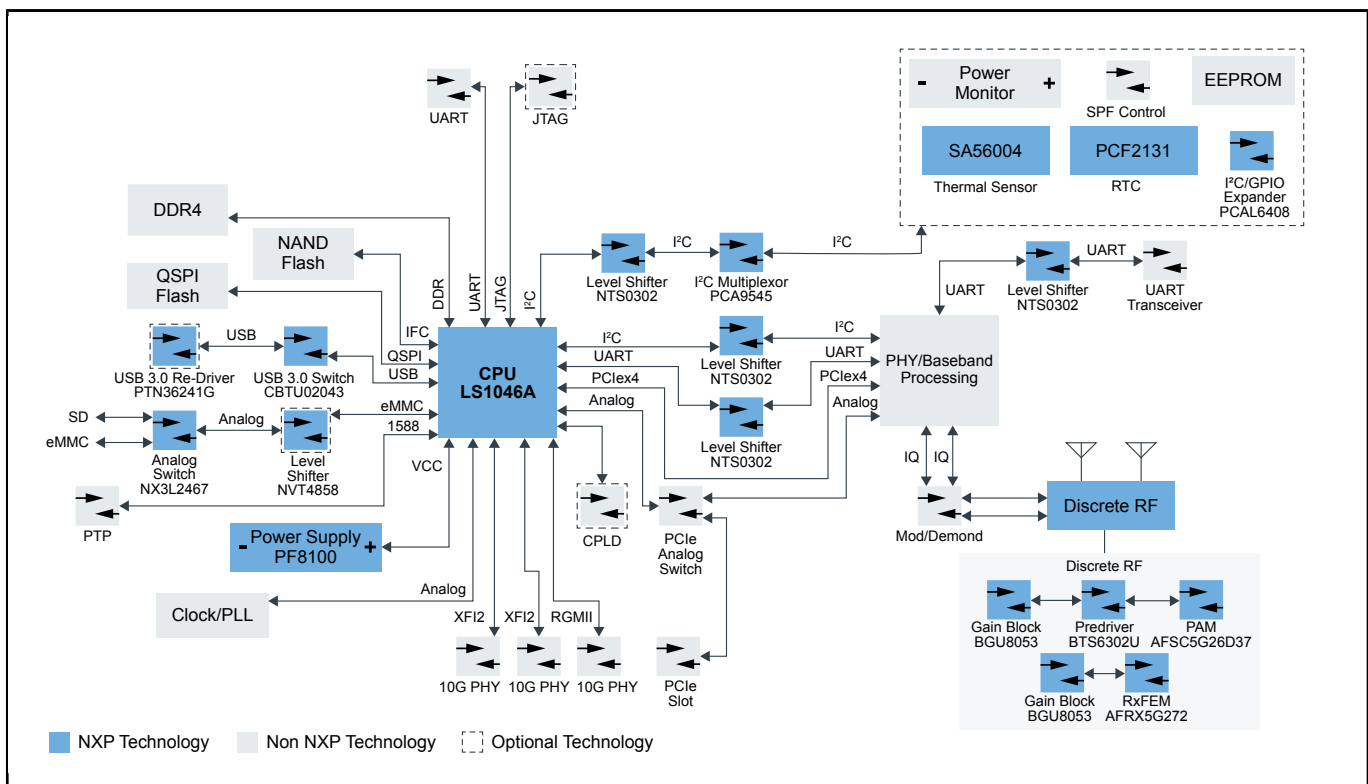 UART
JTAG
- Power Monitor +
SPF Control
EEPROM
SA56004
Thermal Sensor
PCF2131
RTC
I²C/GPIO
Expander
PCAL6408
DDR4
NAND
Flash
QSPI
Flash
DDR
UART
JTAG
I²C
Level Shifter
NTS0302
I²C
I²C Multiplexor
PCA9545
I²C
UART
Level Shifter
NTS0302
UART
UART
Transceiver
USB
USB 3.0 Re-Driver
PTN36241G
USB 3.0 Switch
CBTU02043
IFC
QSPI
USB
CPU
LS1046A
I²C
UART
PCIex4
Analog
Level Shifter
NTS0302
Level Shifter
NTS0302
I²C
UART
PCIex4
Analog
PHY/Baseband
Processing
SD
eMMC
Analog
Switch
NX3L2467
Analog
Level
Shifter
NVT4858
eMMC
1588
VCC
PTP
- Power Supply +
PF8100
CPLD
PCIe
Analog
Switch
IQ
IQ
Mod/Demond
Discrete RF
Clock/PLL
Analog
XFI2
XFI2
RGMII
10G PHY
10G PHY
10G PHY
PCIe
Slot
Discrete RF
Gain Block
BGU8053
Predriver
BTS6302U
PAM
AFSC5G26D37
Gain Block
BGU8053
RxFEM
AFRX5G272
NXP Technology
Non NXP Technology
Optional Technology